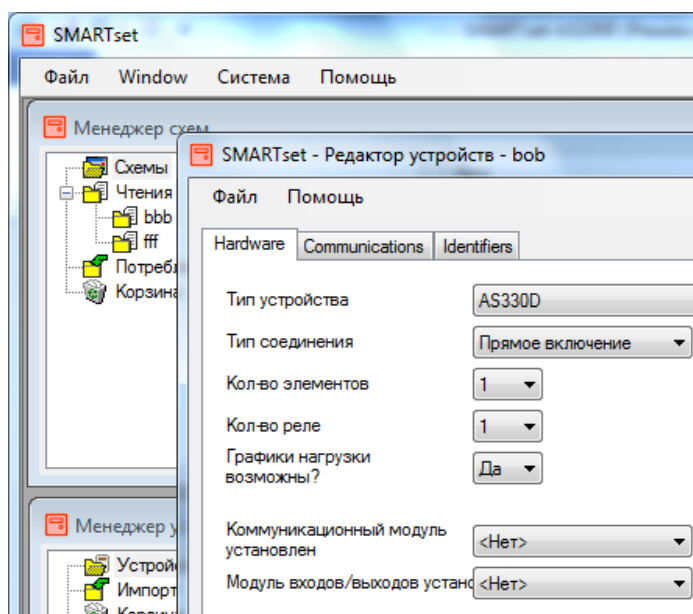 SMARTset
Файл Window Система Помощь
Менеджер схем
Схемы
Чтения
bbb
fff
Корзина
SMARTset - Редактор устройств - bob
Файл Помощь
Hardware Communications Identifiers
Тип устройства AS330D
Тип соединения Прямое включение
Кол-во элементов 1
Кол-во реле 1
Графики нагрузки
возможны? Да
Коммуникационный модуль
установлен <Нет>
Модуль входов/выходов устано <Нет>
Менеджер у
Устрой
Импорт